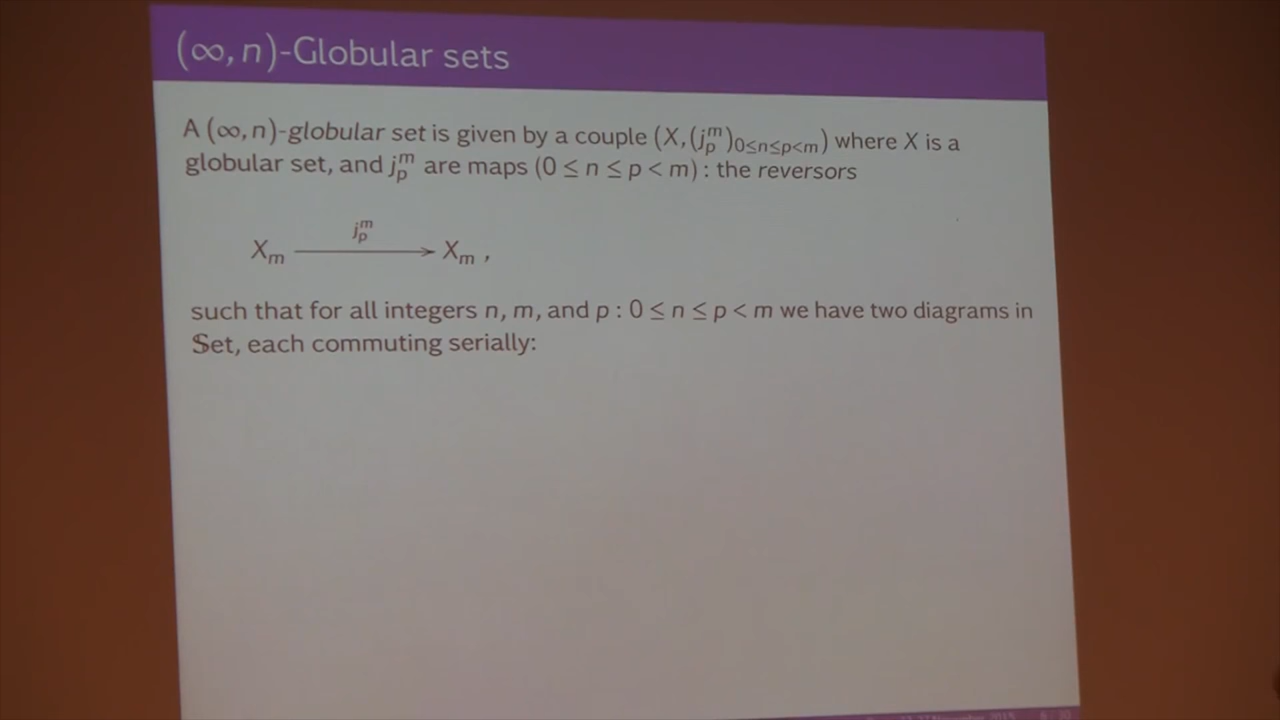 (∞, n)-Globular sets
A (∞, n)-globular set is given by a couple (X, (j_p^m)_{0≤n≤p<m}) where X is a
globular set, and j_p^m are maps (0 ≤ n ≤ p < m) : the reversors
j_p^m
X_m ⟶ X_m ,
such that for all integers n, m, and p : 0 ≤ n ≤ p < m we have two diagrams in
𝕊et, each commuting serially: